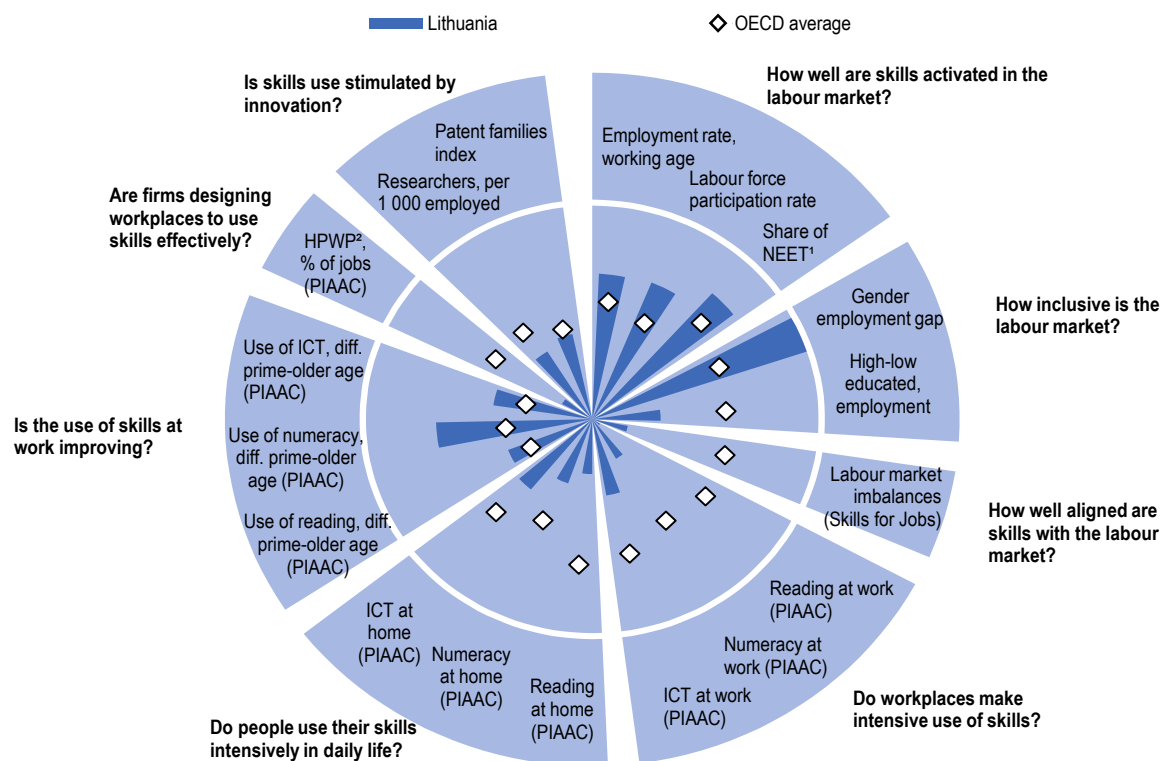 Lithuania
OECD average
Is skills use stimulated by
innovation?
How well are skills activated in the
labour market?
Patent families
index
Researchers, per
1 000 employed
Employment rate,
working age
Labour force
participation rate
Share of
NEET¹
Are firms designing
workplaces to use
skills effectively?
HPWP²,
% of jobs
(PIAAC)
Gender
employment gap
High-low
educated,
employment
How inclusive is the
labour market?
Is the use of skills at
work improving?
Use of ICT, diff.
prime-older age
(PIAAC)
Use of numeracy,
diff. prime-older
age (PIAAC)
Use of reading, diff.
prime-older age
(PIAAC)
Labour market
imbalances
(Skills for Jobs)
How well aligned are
skills with the labour
market?
ICT at
home
(PIAAC)
Numeracy
at home
(PIAAC)
Reading
at home
(PIAAC)
Reading at work
(PIAAC)
Numeracy at
work (PIAAC)
ICT at work
(PIAAC)
Do people use their skills
intensively in daily life?
Do workplaces make
intensive use of skills?